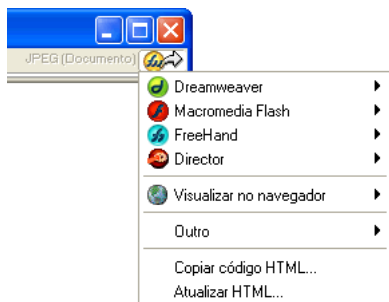 JPEG (Documento)
Dreamweaver
Macromedia Flash
FreeHand
Director
Visualizar no navegador
Outro
Copiar código HTML...
Atualizar HTML...